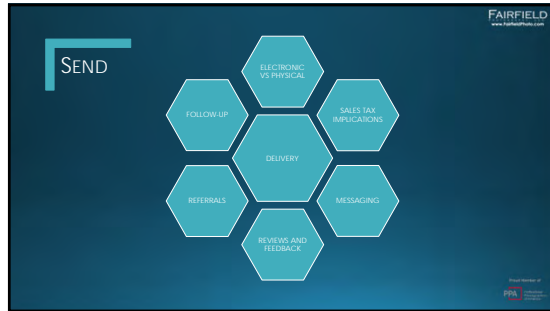 FAIRFIELD
www.FairfieldPhoto.com
SEND
ELECTRONIC
VS PHYSICAL
FOLLOW-UP
SALES TAX
IMPLICATIONS
DELIVERY
REFERRALS
MESSAGING
REVIEWS AND
FEEDBACK
Proud Member of
PPA